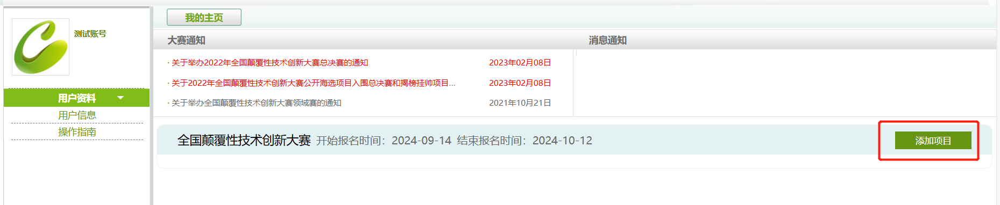 测试账号
用户资料
用户信息
操作指南
我的主页
大赛通知
· 关于举办2022年全国颠覆性技术创新大赛总决赛的通知 2023年02月08日
· 关于2022年全国颠覆性技术创新大赛公开海选项目入围总决赛和揭榜挂帅项目... 2023年02月08日
· 关于举办全国颠覆性技术创新大赛领域赛的通知 2021年10月21日
消息通知
全国颠覆性技术创新大赛 开始报名时间：2024-09-14 结束报名时间：2024-10-12
添加项目